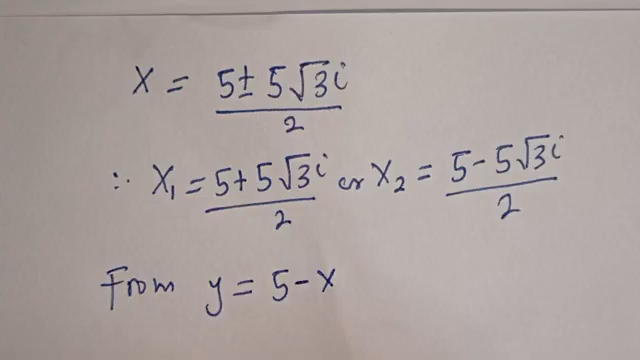 x = 5 ± 5√3i / 2
∴ x₁ = 5 + 5√3i / 2 or x₂ = 5 - 5√3i / 2
From y = 5 - x